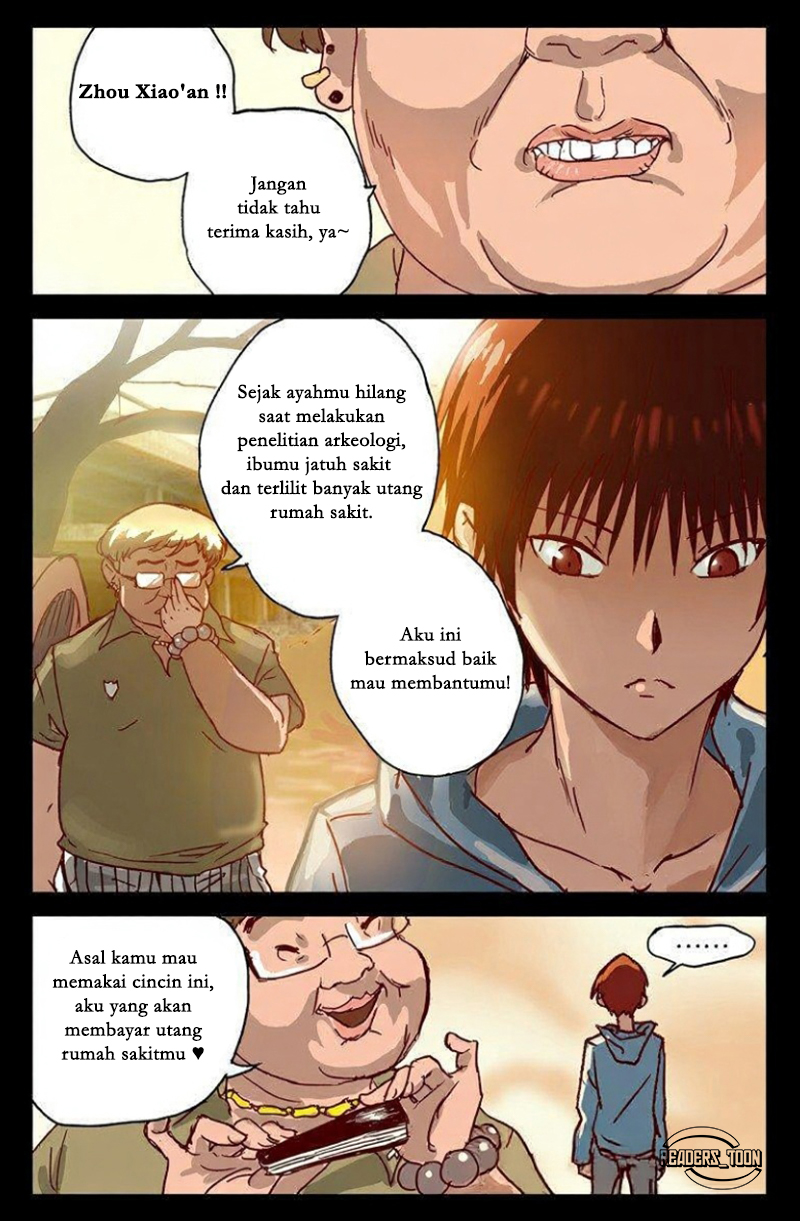 Zhou Xiao'an !!
Jangan
tidak tahu
terima kasih, ya~
Sejak ayahmu hilang
saat melakukan
penelitian arkeologi,
ibumu jatuh sakit
dan terlilit banyak utang
rumah sakit.
Aku ini
bermaksud baik
mau membantumu!
Asal kamu mau
memakai cincin ini,
aku yang akan
membayar utang
rumah sakitmu ♥
......
READERS_TOON